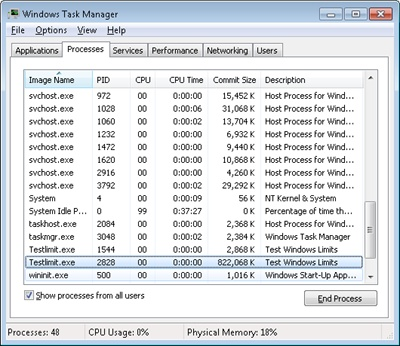 Windows Task Manager
File Options View Help
Applications Processes Services Performance Networking Users
Image Name PID CPU CPU Time Commit Size Description
svchost.exe 972 00 0:00:00 15,452 K Host Process for Wind...
svchost.exe 1028 00 0:00:06 31,068 K Host Process for Wind...
svchost.exe 1060 00 0:00:02 13,704 K Host Process for Wind...
svchost.exe 1232 00 0:00:00 6,932 K Host Process for Wind...
svchost.exe 1472 00 0:00:00 9,440 K Host Process for Wind...
svchost.exe 1620 00 0:00:00 10,868 K Host Process for Wind...
svchost.exe 2916 00 0:00:00 4,260 K Host Process for Wind...
svchost.exe 3792 00 0:00:02 29,292 K Host Process for Wind...
System 4 00 0:00:09 56 K NT Kernel & System
System Idle P... 0 99 0:37:27 0 K Percentage of time th...
taskhost.exe 2084 00 0:00:00 2,368 K Host Process for Wind...
taskmgr.exe 3048 00 0:00:02 2,384 K Windows Task Manager
Testlimit.exe 1544 00 0:00:00 2,868 K Test Windows Limits
Testlimit.exe 2828 00 0:00:00 822,068 K Test Windows Limits
wininit.exe 500 00 0:00:00 1,016 K Windows Start-Up App...
Show processes from all users
End Process
Processes: 48 CPU Usage: 0% Physical Memory: 18%